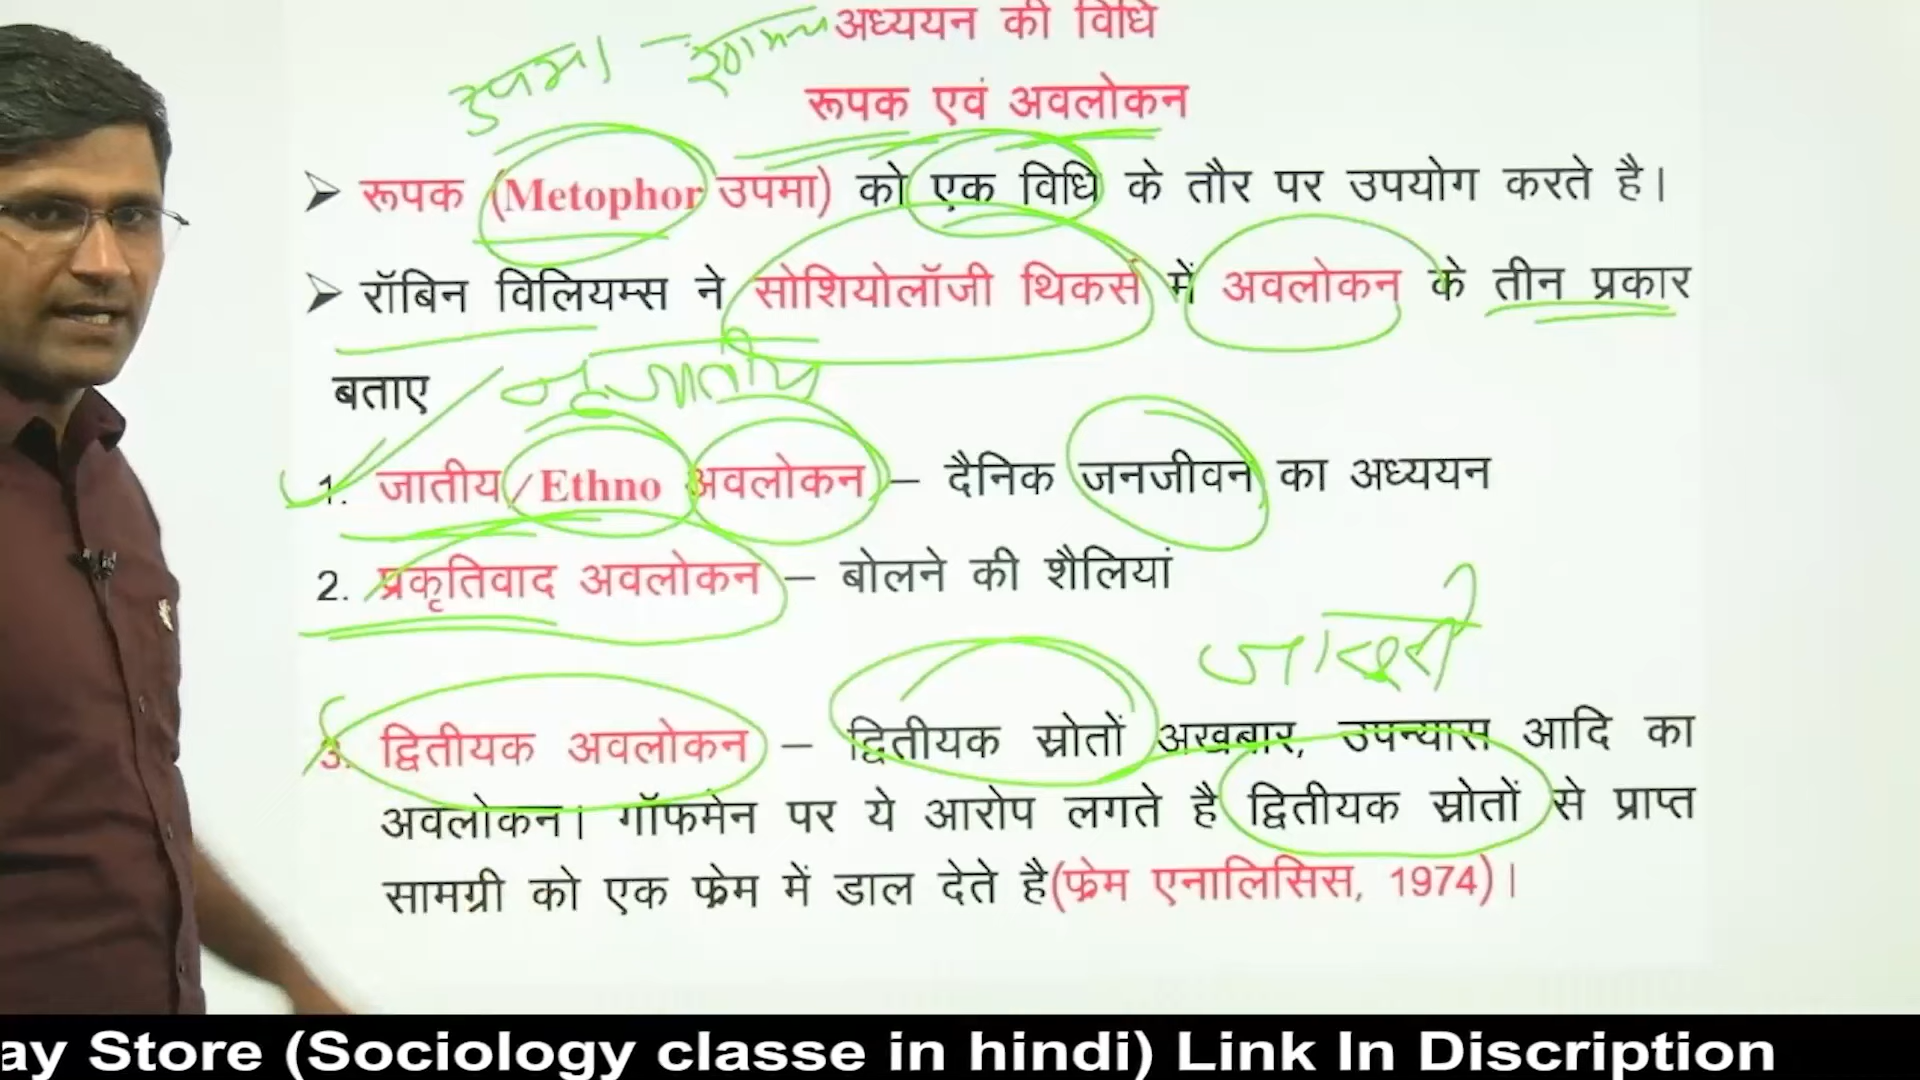 अध्ययन की विधि
उपमा -
रूपक एवं अवलोकन
➢ रूपक (Metophor उपमा) को एक विधि के तौर पर उपयोग करते है।
➢ रॉबिन विलियम्स ने सोशियोलॉजी थिकर्स में अवलोकन के तीन प्रकार
बताए
नृजातीय
1. जातीय/Ethno अवलोकन – दैनिक जनजीवन का अध्ययन
2. प्रकृतिवाद अवलोकन – बोलने की शैलियां
3. द्वितीयक अवलोकन – द्वितीयक स्रोतों अखबार, उपन्यास आदि का
अवलोकन। गॉफमेन पर ये आरोप लगते है द्वितीयक स्रोतों से प्राप्त
सामग्री को एक फ्रेम में डाल देते है(फ्रेम एनालिसिस, 1974)।
ay Store (Sociology classe in hindi) Link In Discription